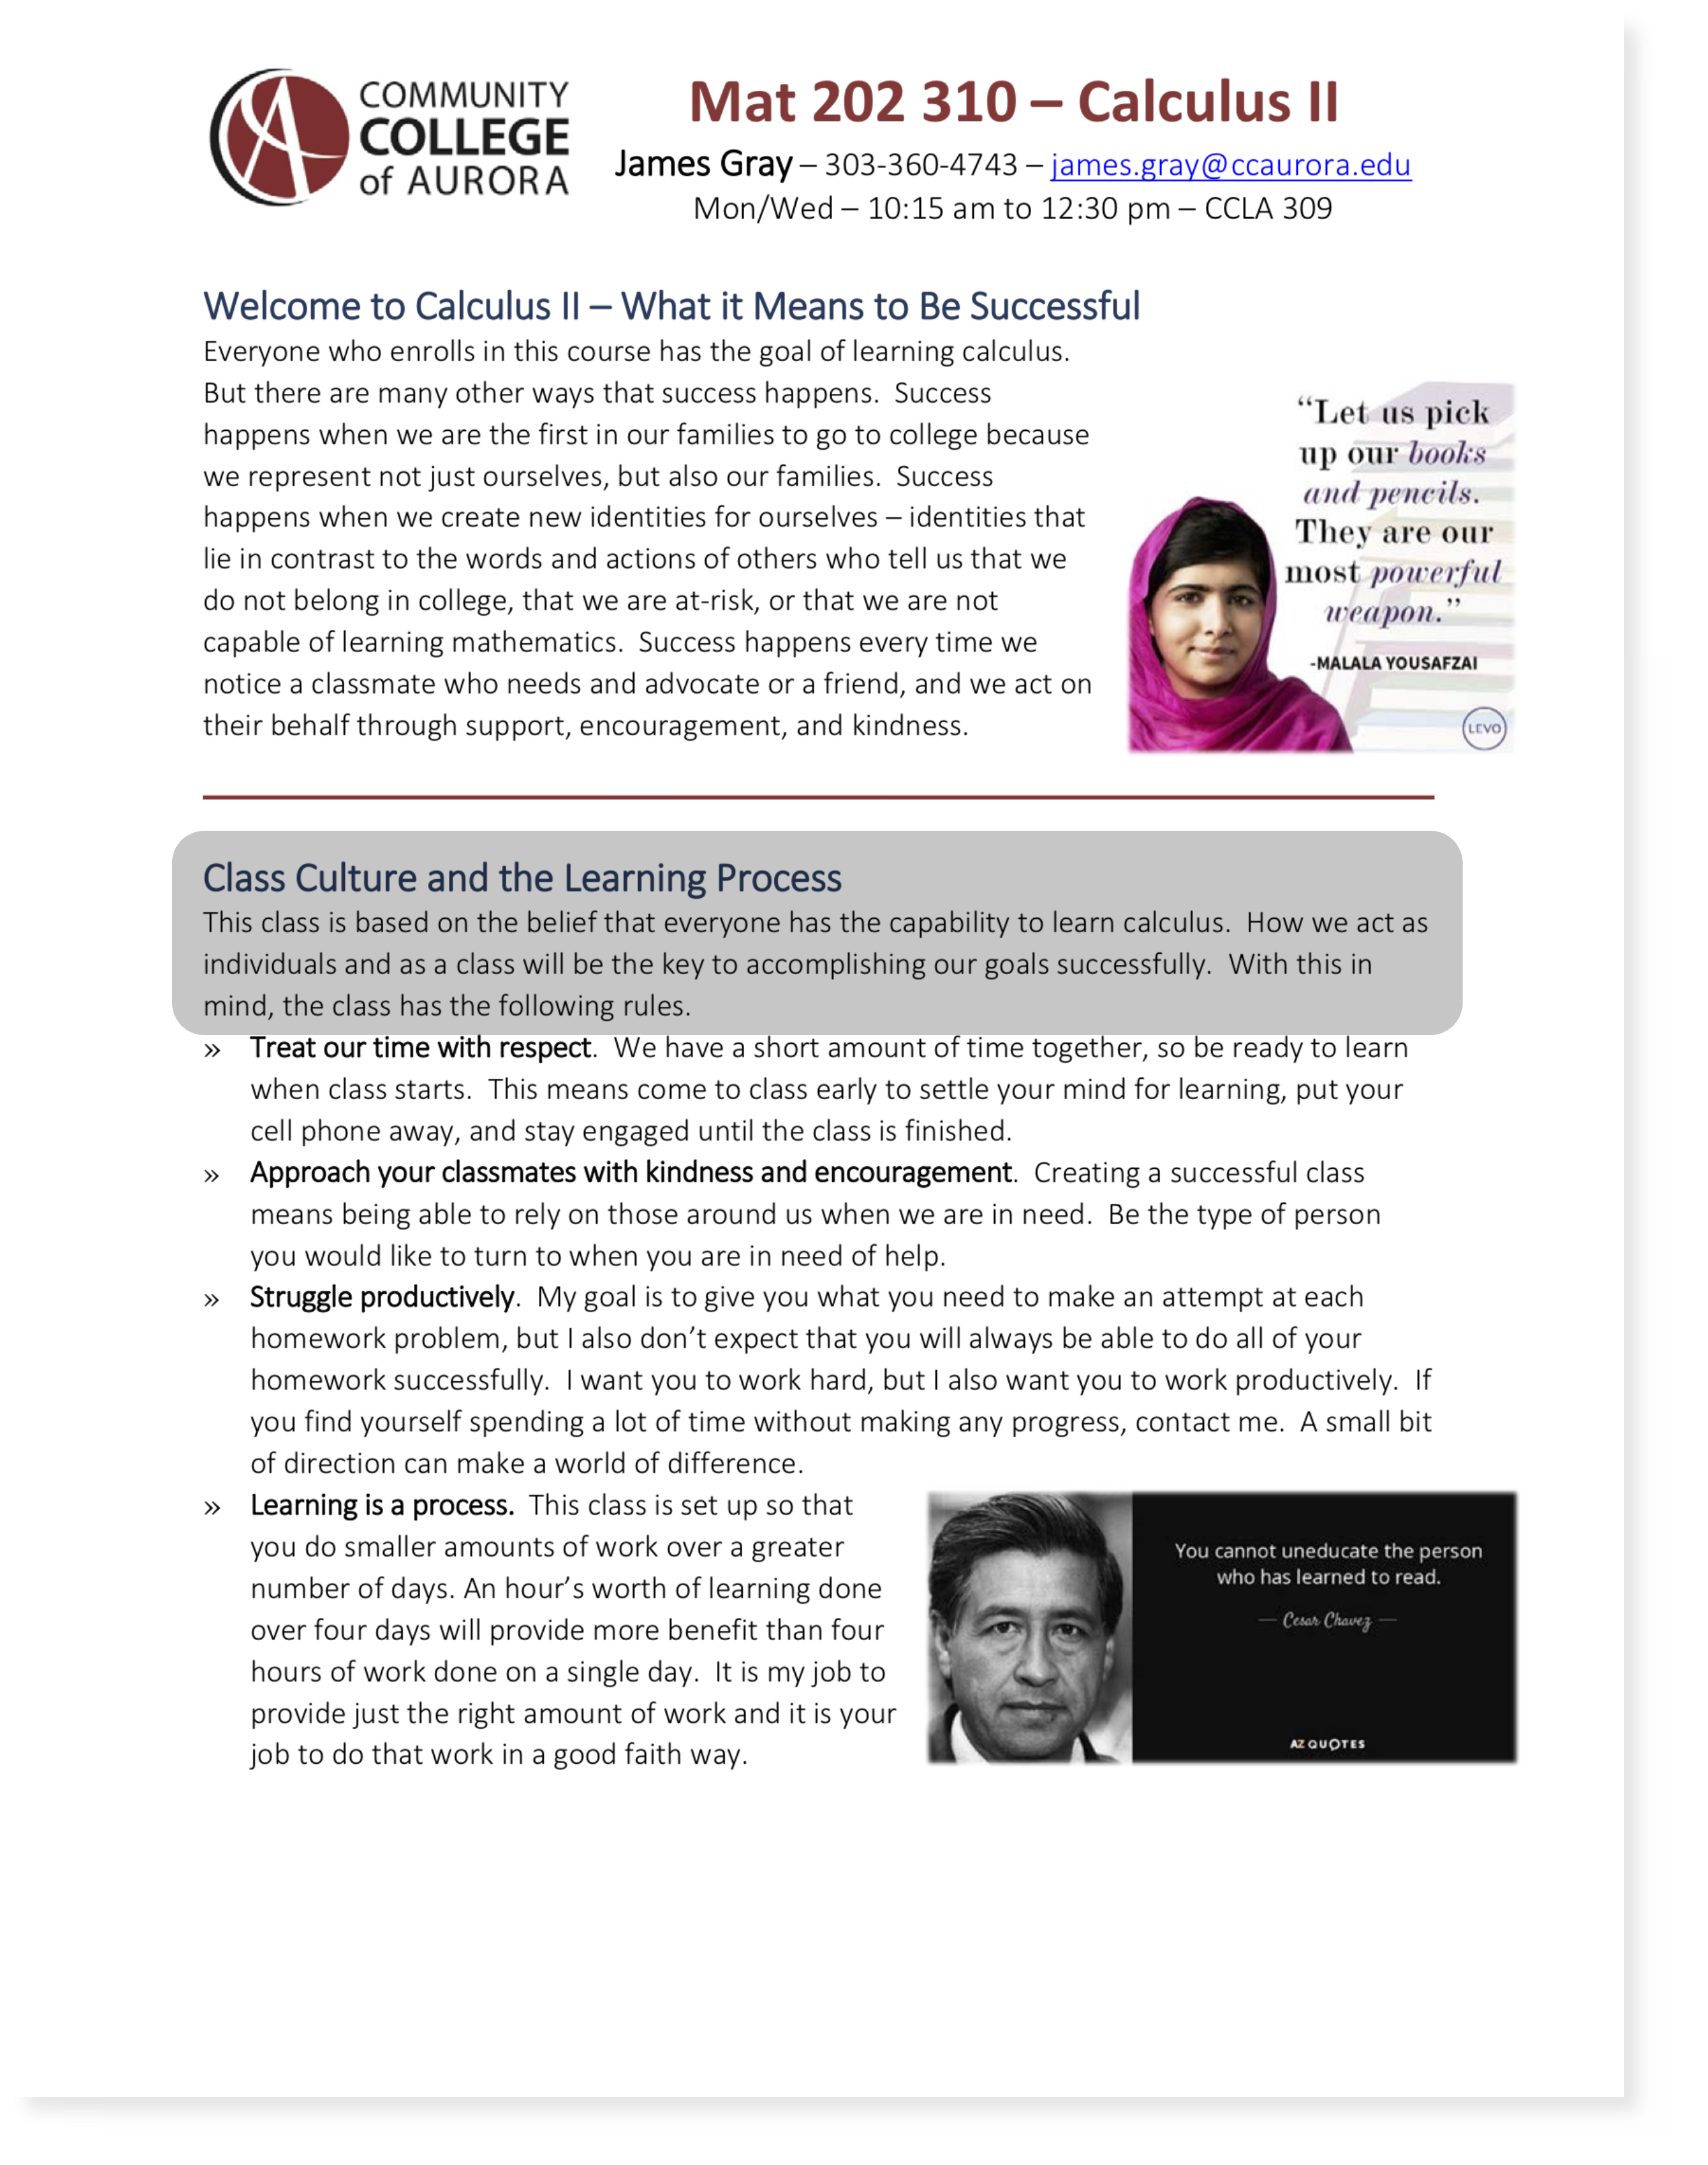 COMMUNITY
COLLEGE
of AURORA
Mat 202 310 – Calculus II
James Gray – 303-360-4743 – james.gray@ccaurora.edu
Mon/Wed – 10:15 am to 12:30 pm – CCLA 309
Welcome to Calculus II – What it Means to Be Successful
Everyone who enrolls in this course has the goal of learning calculus.
But there are many other ways that success happens.  Success
happens when we are the first in our families to go to college because
we represent not just ourselves, but also our families.  Success
happens when we create new identities for ourselves – identities that
lie in contrast to the words and actions of others who tell us that we
do not belong in college, that we are at-risk, or that we are not
capable of learning mathematics.  Success happens every time we
notice a classmate who needs and advocate or a friend, and we act on
their behalf through support, encouragement, and kindness.
“Let us pick
up our books
and pencils.
They are our
most powerful
weapon.”
-MALALA YOUSAFZAI
LEVO
Class Culture and the Learning Process
This class is based on the belief that everyone has the capability to learn calculus.  How we act as
individuals and as a class will be the key to accomplishing our goals successfully.  With this in
mind, the class has the following rules.
» Treat our time with respect.  We have a short amount of time together, so be ready to learn
when class starts.  This means come to class early to settle your mind for learning, put your
cell phone away, and stay engaged until the class is finished.
» Approach your classmates with kindness and encouragement.  Creating a successful class
means being able to rely on those around us when we are in need.  Be the type of person
you would like to turn to when you are in need of help.
» Struggle productively.  My goal is to give you what you need to make an attempt at each
homework problem, but I also don’t expect that you will always be able to do all of your
homework successfully.  I want you to work hard, but I also want you to work productively.  If
you find yourself spending a lot of time without making any progress, contact me.  A small bit
of direction can make a world of difference.
» Learning is a process.  This class is set up so that
you do smaller amounts of work over a greater
number of days. An hour’s worth of learning done
over four days will provide more benefit than four
hours of work done on a single day.  It is my job to
provide just the right amount of work and it is your
job to do that work in a good faith way.
You cannot uneducate the person
who has learned to read.
— Cesar Chavez —
AZ QUOTES